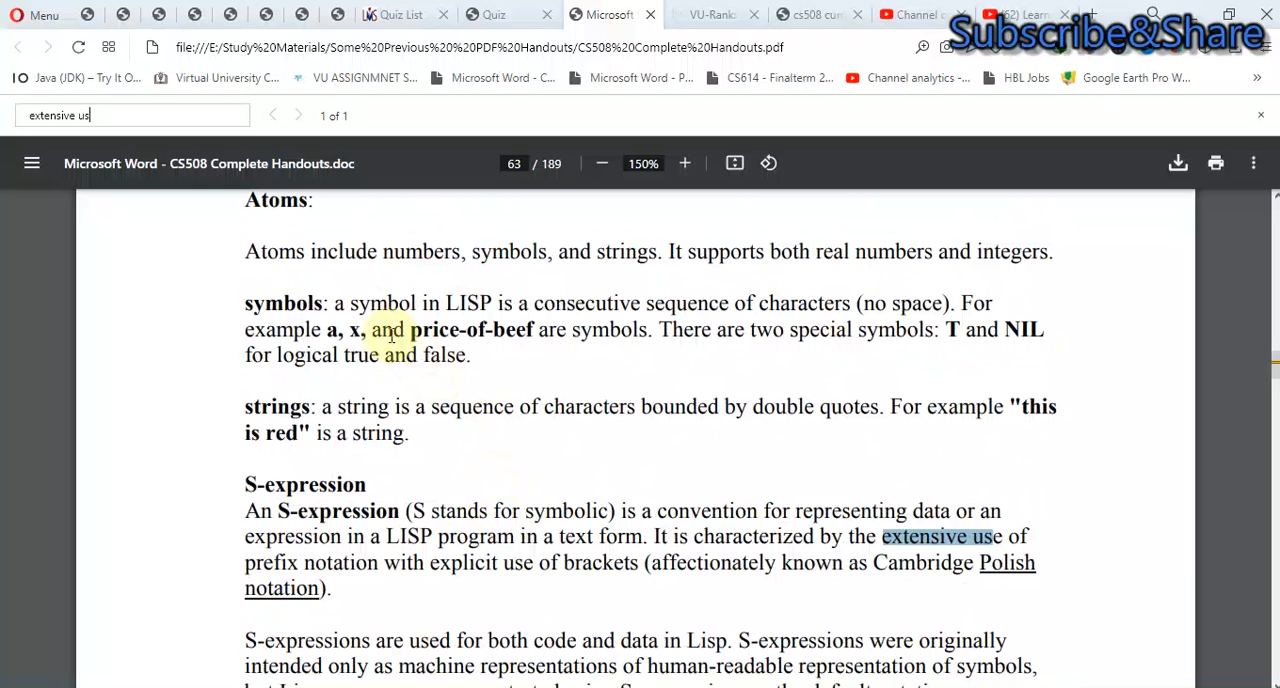 Menu
Quiz List
Quiz
Microsoft
VU-Ranks
cs508 cum
Channel c
(62) Learn
Subscribe&Share
file:///E:/Study%20Materials/Some%20Previous%20%20PDF%20Handouts/CS508%20Complete%20Handouts.pdf
Java (JDK) – Try It O...
Virtual University C...
VU ASSIGNMNET S...
Microsoft Word - C...
Microsoft Word - P...
CS614 - Finalterm 2...
Channel analytics -...
HBL Jobs
Google Earth Pro W...
»
extensive us
1 of 1
Microsoft Word - CS508 Complete Handouts.doc
63 / 189
150%
Atoms:
Atoms include numbers, symbols, and strings. It supports both real numbers and integers.
symbols: a symbol in LISP is a consecutive sequence of characters (no space). For
example a, x, and price-of-beef are symbols. There are two special symbols: T and NIL
for logical true and false.
strings: a string is a sequence of characters bounded by double quotes. For example "this
is red" is a string.
S-expression
An S-expression (S stands for symbolic) is a convention for representing data or an
expression in a LISP program in a text form. It is characterized by the extensive use of
prefix notation with explicit use of brackets (affectionately known as Cambridge Polish
notation).
S-expressions are used for both code and data in Lisp. S-expressions were originally
intended only as machine representations of human-readable representation of symbols,